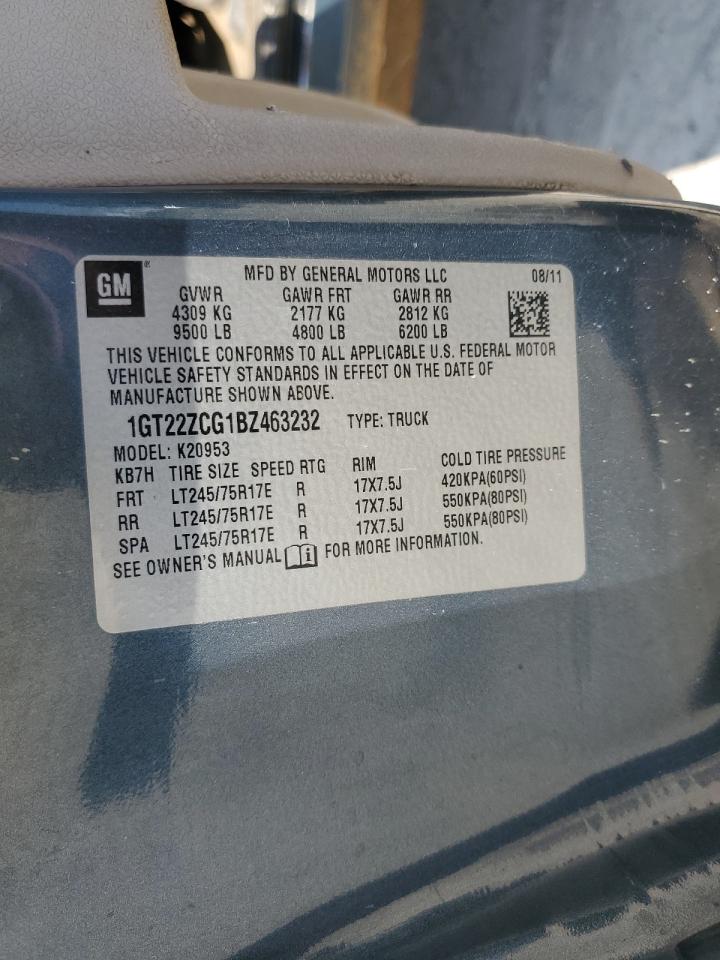 GM ® MFD BY GENERAL MOTORS LLC 08/11
GVWR GAWR FRT GAWR RR
4309 KG 2177 KG 2812 KG
9500 LB 4800 LB 6200 LB
THIS VEHICLE CONFORMS TO ALL APPLICABLE U.S. FEDERAL MOTOR
VEHICLE SAFETY STANDARDS IN EFFECT ON THE DATE OF
MANUFACTURE SHOWN ABOVE.
1GT22ZCG1BZ463232 TYPE: TRUCK
MODEL: K20953
KB7H TIRE SIZE SPEED RTG RIM COLD TIRE PRESSURE
FRT LT245/75R17E R 17X7.5J 420KPA(60PSI)
RR LT245/75R17E R 17X7.5J 550KPA(80PSI)
SPA LT245/75R17E R 17X7.5J 550KPA(80PSI)
SEE OWNER'S MANUAL i FOR MORE INFORMATION.